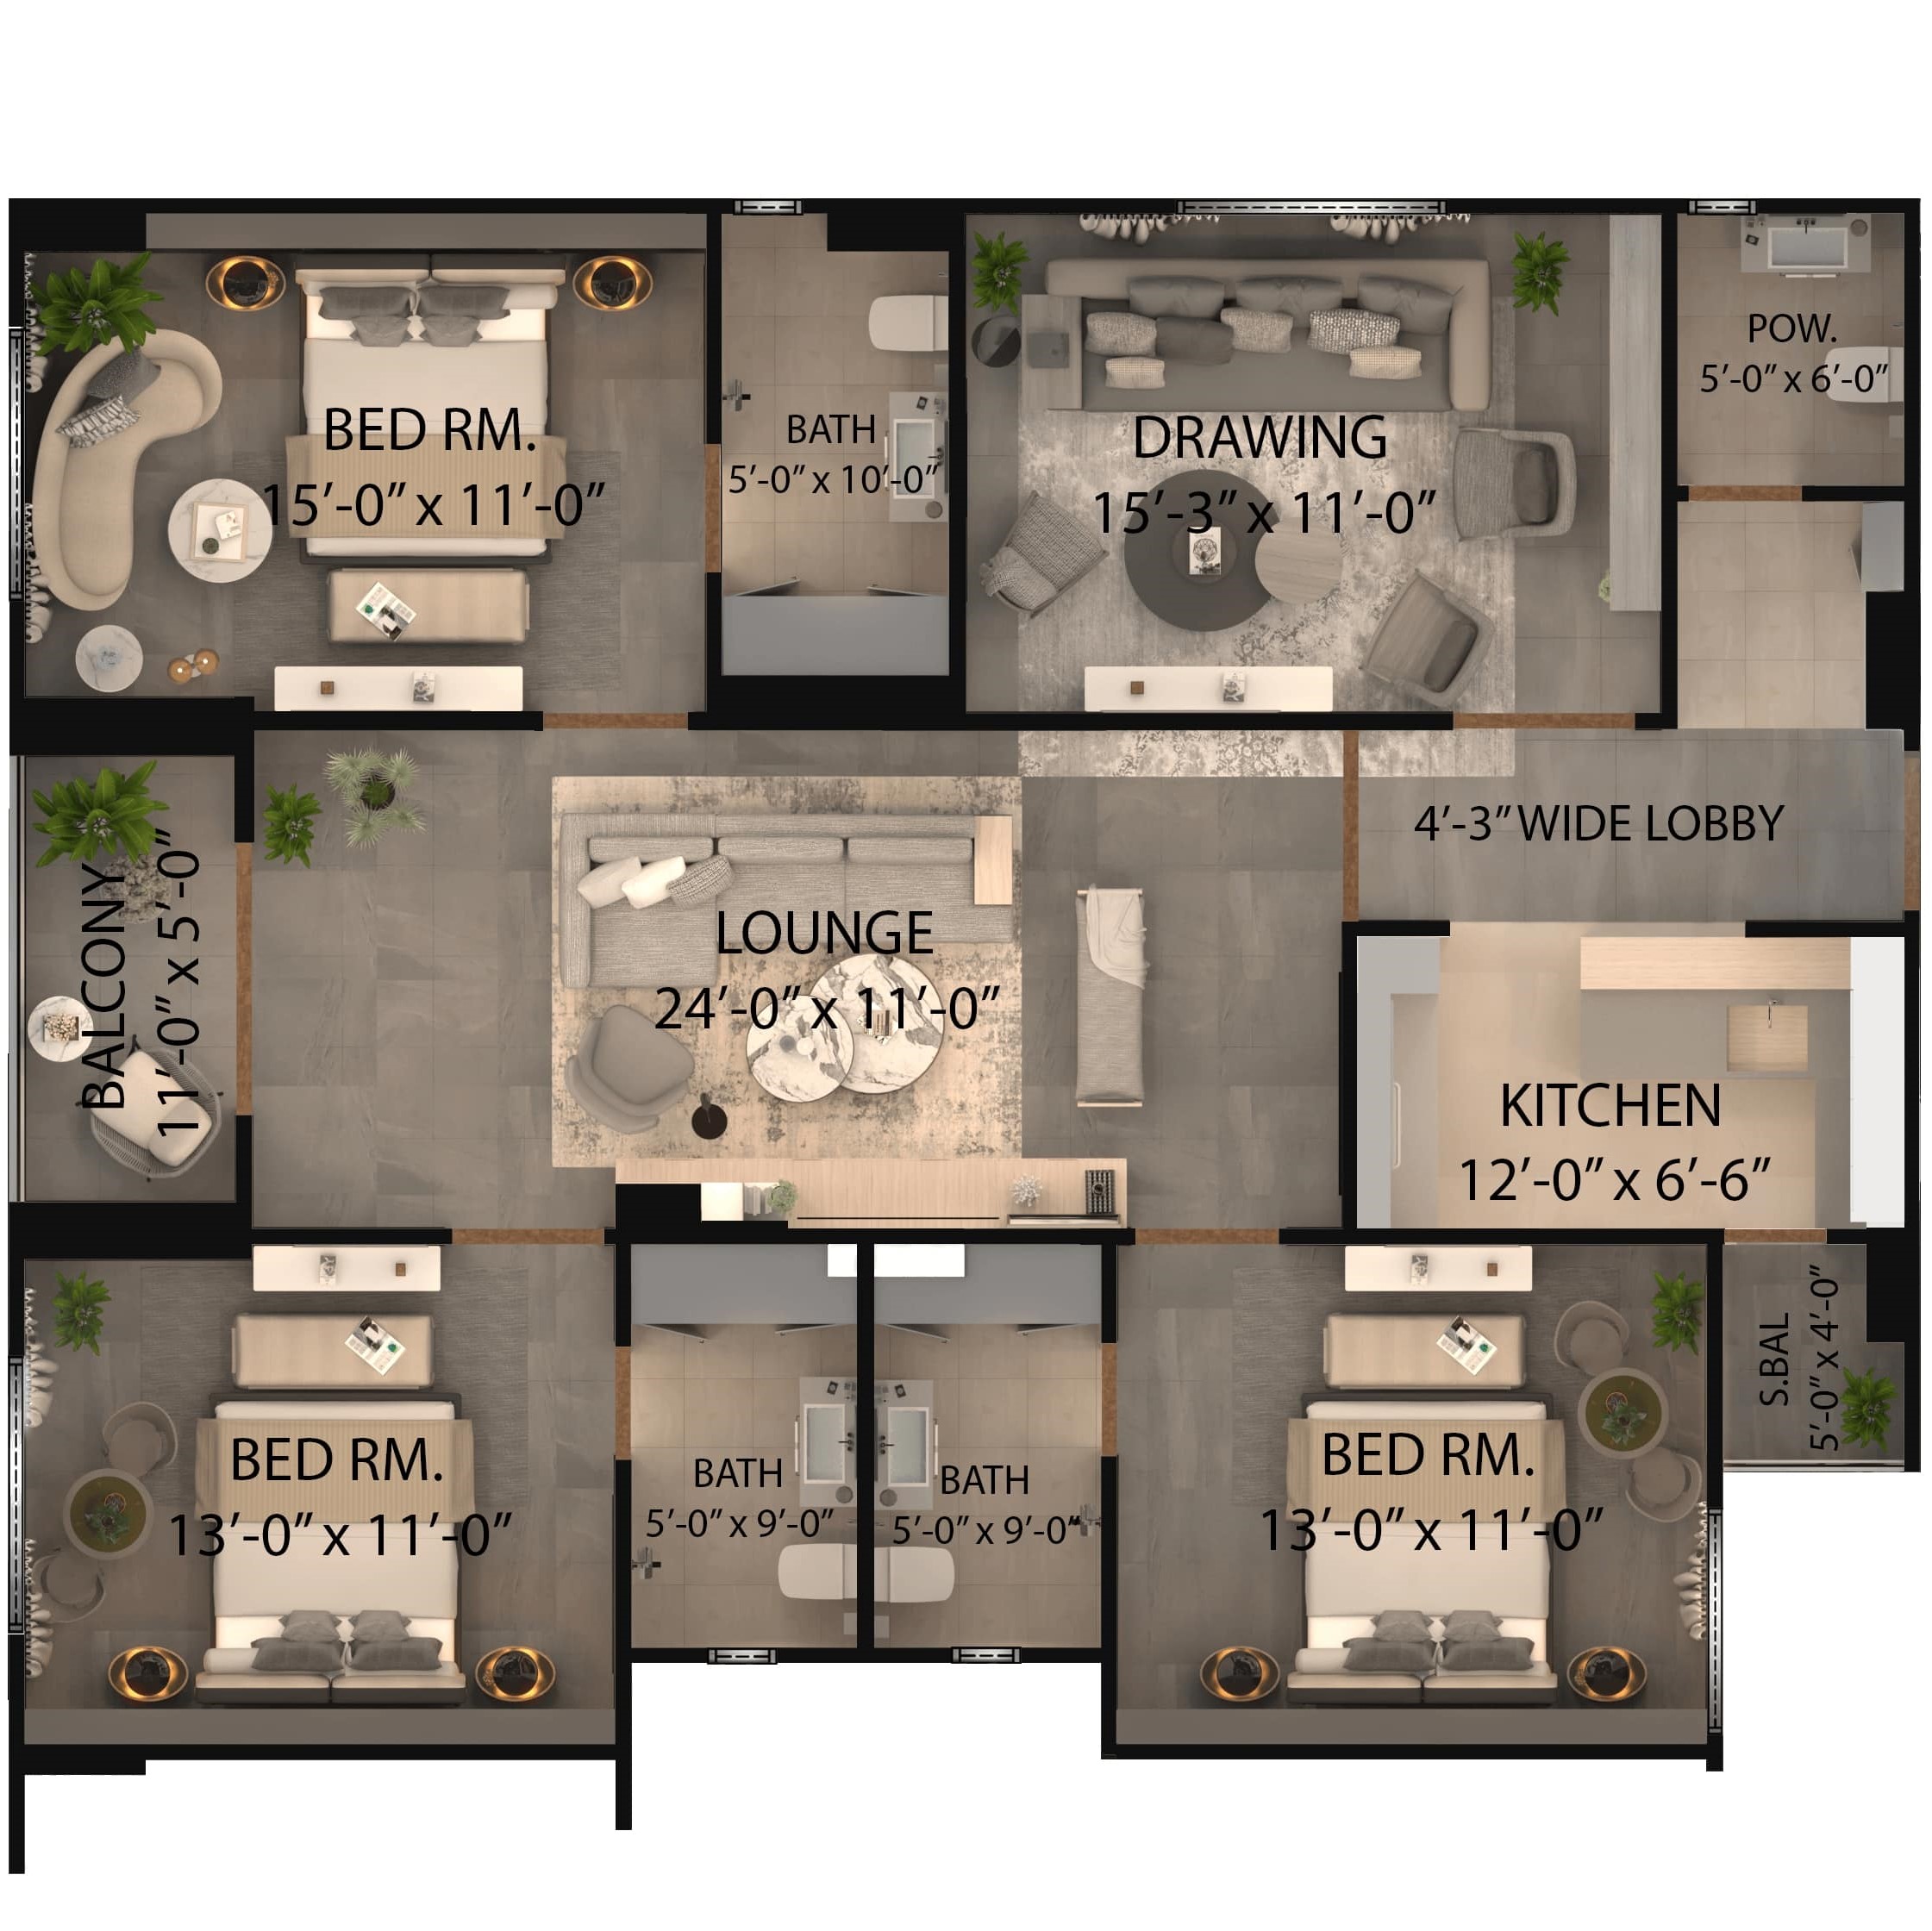 BED RM.
15’-0” x 11’-0”
BATH
5’-0” x 10’-0”
DRAWING
15’-3” x 11’-0”
POW.
5’-0” x 6’-0”
4’-3” WIDE LOBBY
BALCONY
11’-0” x 5’-0”
LOUNGE
24’-0” x 11’-0”
KITCHEN
12’-0” x 6’-6”
BED RM.
13’-0” x 11’-0”
BATH
5’-0” x 9’-0”
BATH
5’-0” x 9’-0”
BED RM.
13’-0” x 11’-0”
S.BAL
5’-0” x 4’-0”